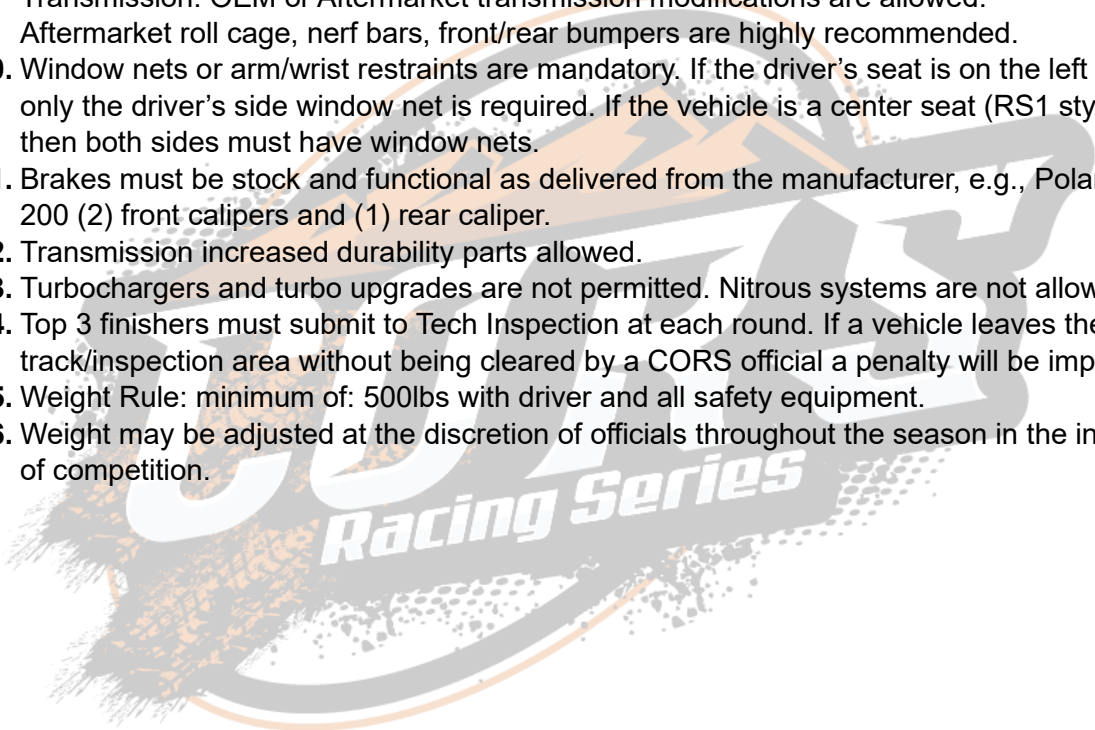 Transmission: OEM or Aftermarket transmission modifications are allowed.
Aftermarket roll cage, nerf bars, front/rear bumpers are highly recommended.
Window nets or arm/wrist restraints are mandatory. If the driver's seat is on the left
only the driver's side window net is required. If the vehicle is a center seat (RS1
then both sides must have window nets.
Brakes must be stock and functional as delivered from the manufacturer, e.g.,
200 (2) front calipers and (1) rear caliper.
2. Transmission increased durability parts allowed.
3. Turbochargers and turbo upgrades are not permitted. Nitrous systems are not
4. Top 3 finishers must submit to Tech Inspection at each round. If a vehicle leaves the
track/inspection area without being cleared by a CORS official a penalty will be
5. Weight Rule: minimum of: 500lbs with driver and all safety equipment.
6. Weight may be adjusted at the discretion of officials throughout the season in the
of competition.
CORS
Racing Series